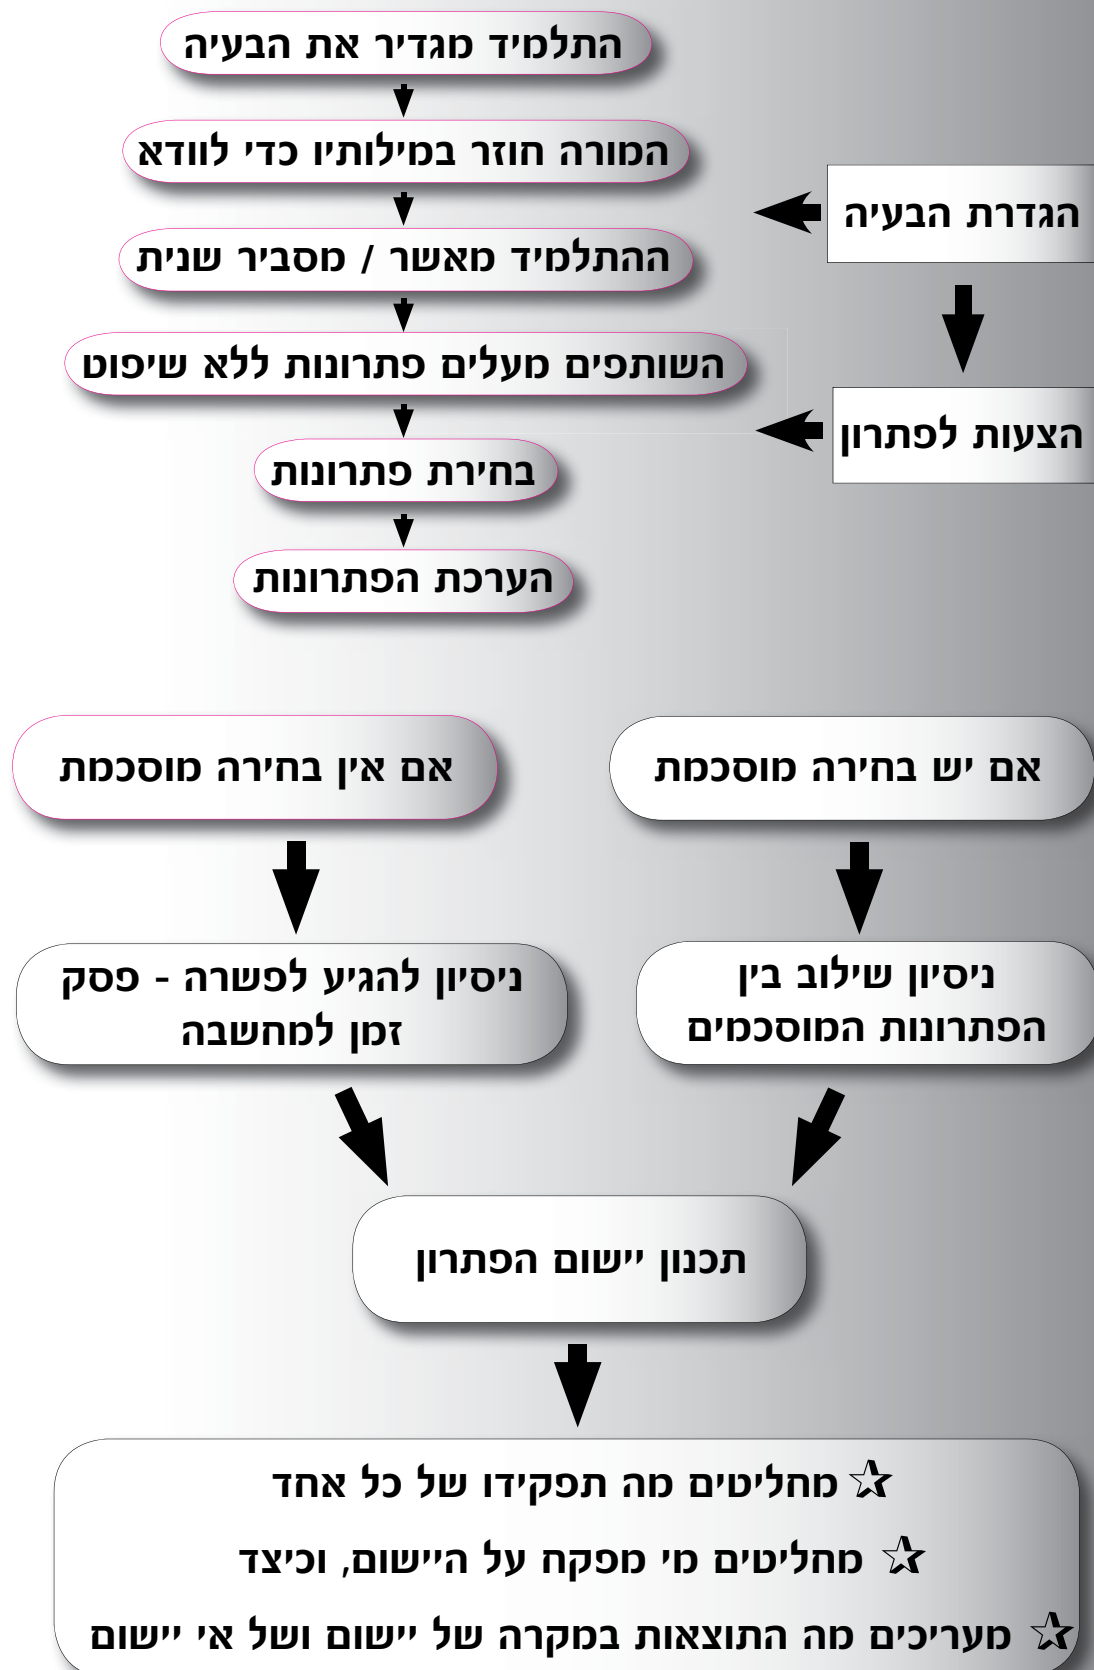 התלמיד מגדיר את הבעיה
המורה חוזר במילותיו כדי לוודא
הגדרת הבעיה
ההתלמיד מאשר / מסביר שנית
השותפים מעלים פתרונות ללא שיפוט
הצעות לפתרון
בחירת פתרונות
הערכת הפתרונות
אם יש בחירה מוסכמת
אם אין בחירה מוסכמת
ניסיון שילוב בין
הפתרונות המוסכמים
ניסיון להגיע לפשרה - פסק
זמן למחשבה
תכנון יישום הפתרון
מחליטים מה תפקידו של כל אחד
מחליטים מי מפקח על היישום, וכיצד
מעריכים מה התוצאות במקרה של יישום ושל אי יישום